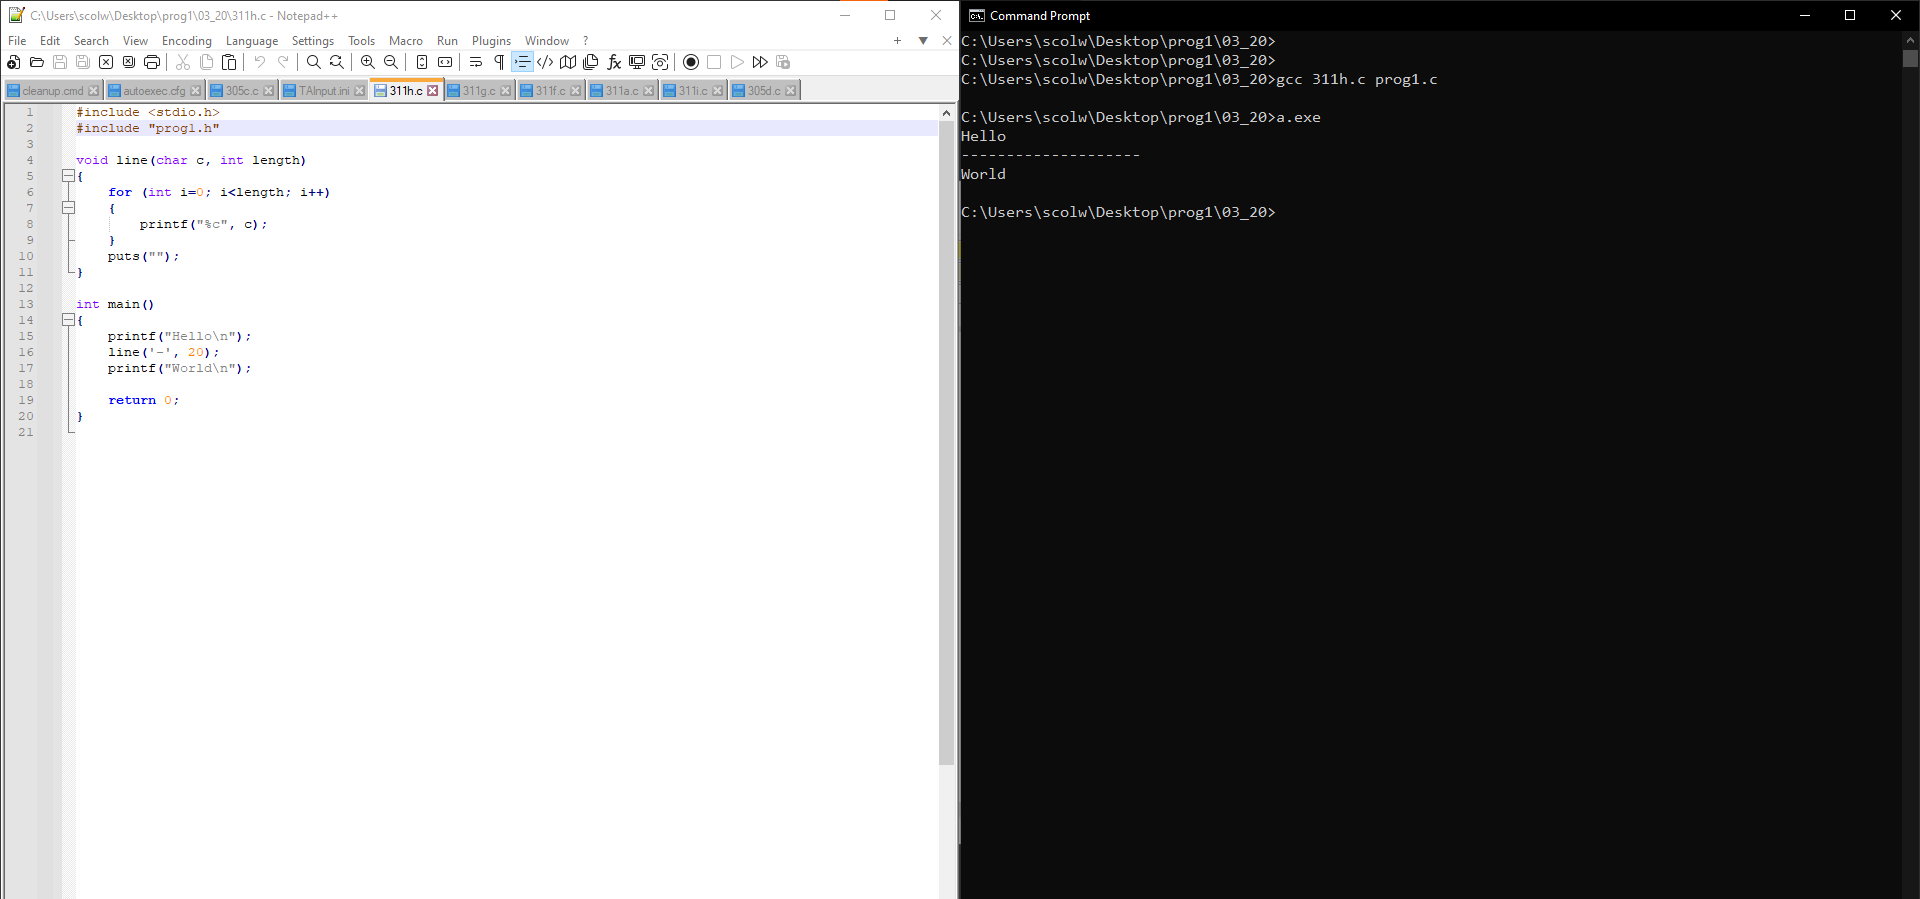 C:\Users\scolw\Desktop\prog1\03_20\311h.c - Notepad++
File Edit Search View Encoding Language Settings Tools Macro Run Plugins Window ?
cleanup.cmd autoexec.cfg 305c.c TAInput.ini 311h.c 311g.c 311f.c 311a.c 311i.c 305d.c
1 #include <stdio.h>
2 #include "prog1.h"
3
4 void line(char c, int length)
5 {
6 for (int i=0; i<length; i++)
7 {
8 printf("%c", c);
9 }
10 puts("");
11 }
12
13 int main()
14 {
15 printf("Hello\n");
16 line('-', 20);
17 printf("World\n");
18
19 return 0;
20 }
21
Command Prompt
C:\Users\scolw\Desktop\prog1\03_20>
C:\Users\scolw\Desktop\prog1\03_20>
C:\Users\scolw\Desktop\prog1\03_20>gcc 311h.c prog1.c
C:\Users\scolw\Desktop\prog1\03_20>a.exe
Hello
--------------------
World
C:\Users\scolw\Desktop\prog1\03_20>